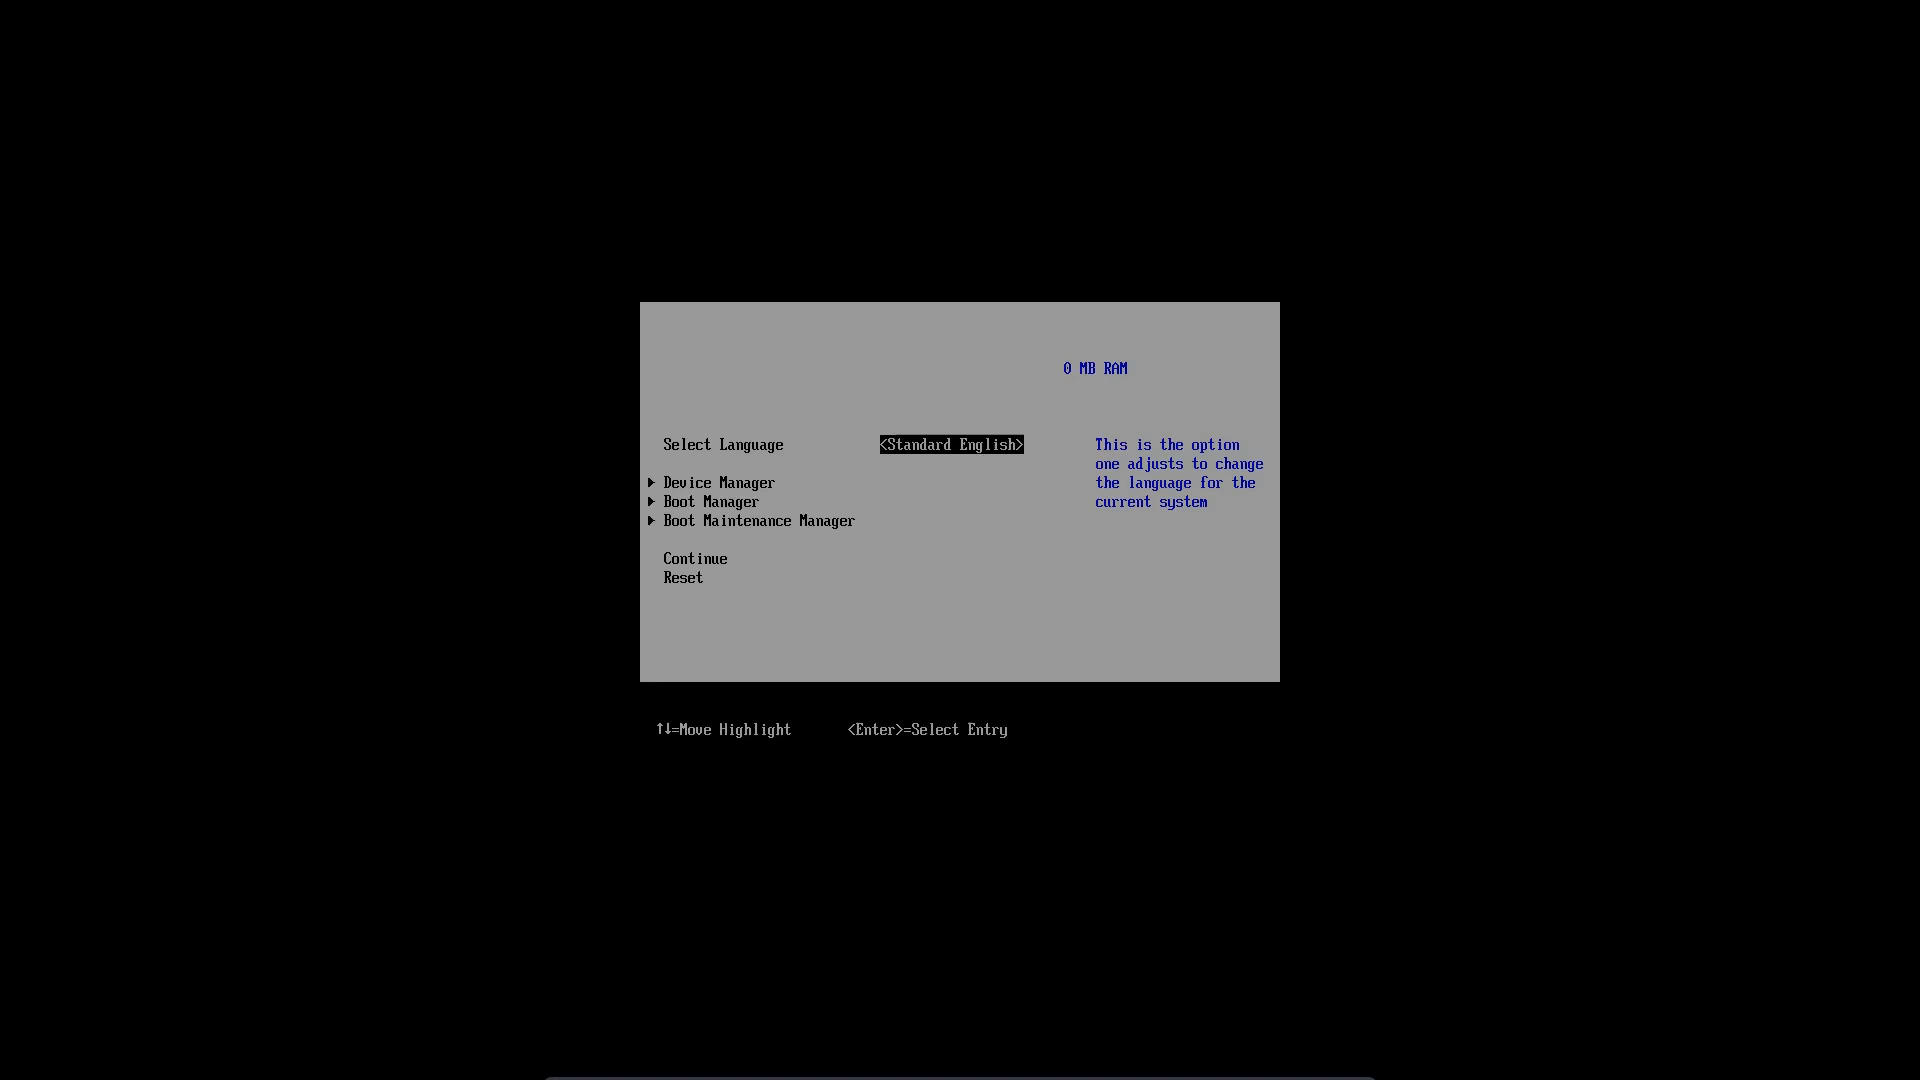 0 MB RAM
Select Language <Standard English> This is the option
one adjusts to change
▶ Device Manager the language for the
▶ Boot Manager current system
▶ Boot Maintenance Manager
Continue
Reset
↑↓=Move Highlight <Enter>=Select Entry